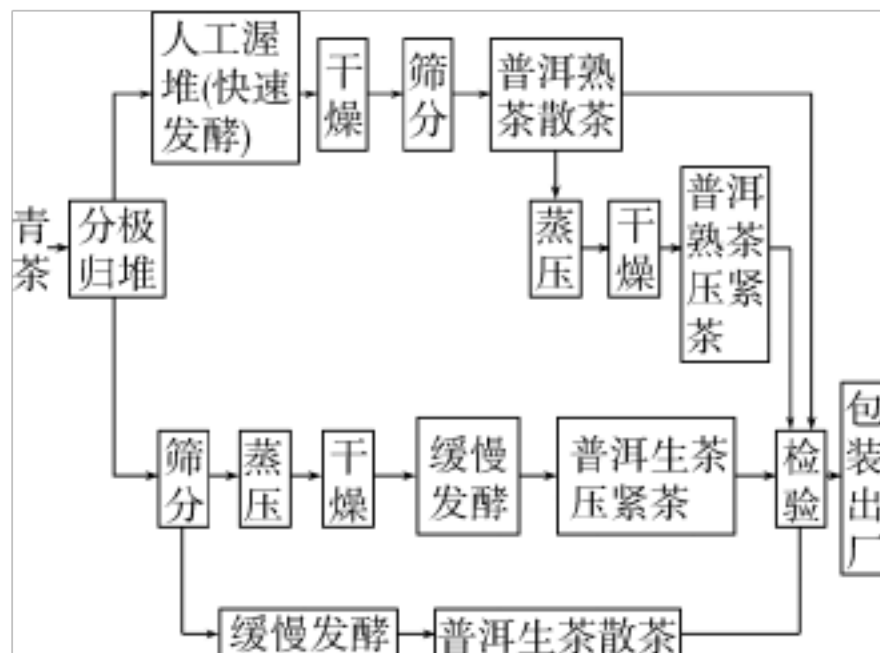 人工渥
堆(快速
发酵)
干
燥
筛
分
普洱熟
茶散茶
青
茶
分极
归堆
蒸
压
干
燥
普洱
熟茶
压紧
茶
筛
分
蒸
压
干
燥
缓慢
发酵
普洱生茶
压紧茶
检
验
包
装
出
厂
缓慢发酵
普洱生茶散茶